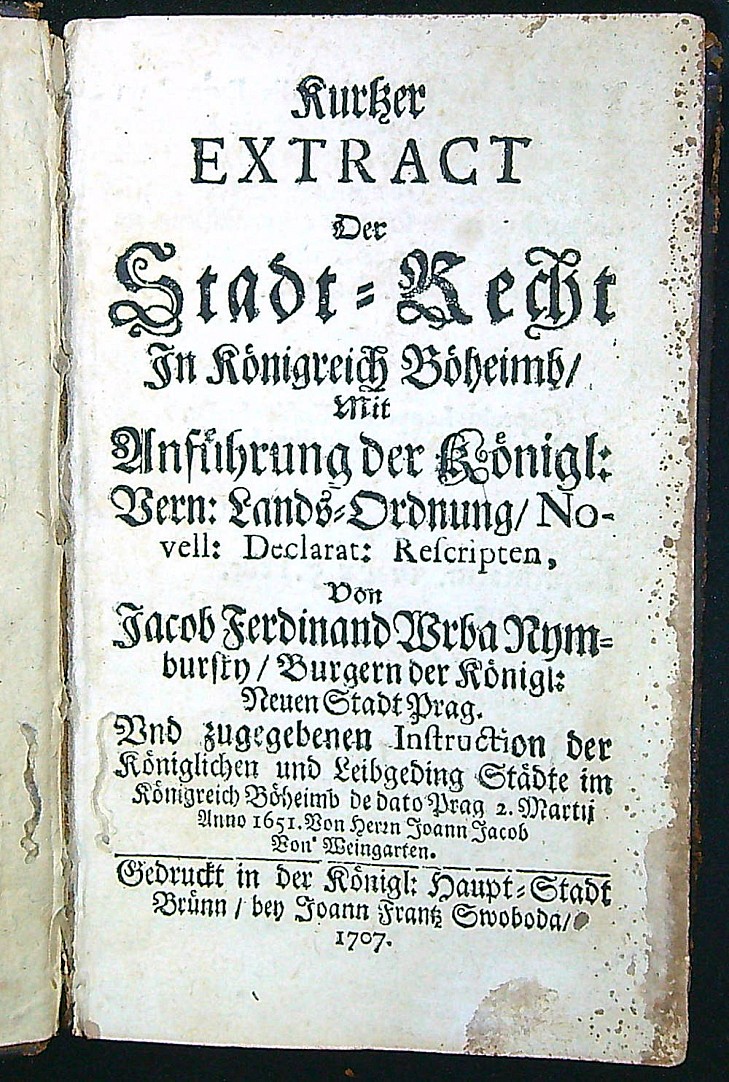 Kurtzer
EXTRACT
Der
Stadt-Recht
In Königreich Böheimb/
Mit
Anführung der Königl:
Vern: Lands-Ordnung/ No-
vell: Declarat: Reſcripten,
Von
Jacob Ferdinand Wrba Nym-
burſky/ Burgern der Königl:
Neuen Stadt Prag.
Vnd zugegebenen Inſtruction der
Königlichen und Leibgeding Städte im
Königreich Böheimb de dato Prag 2. Martij
Anno 1651. Von Herrn Joann Jacob
Von Weingarten.
Gedruckt in der Königl: Haupt-Stadt
Brünn/ bey Joann Frantz Swoboda/
1707.